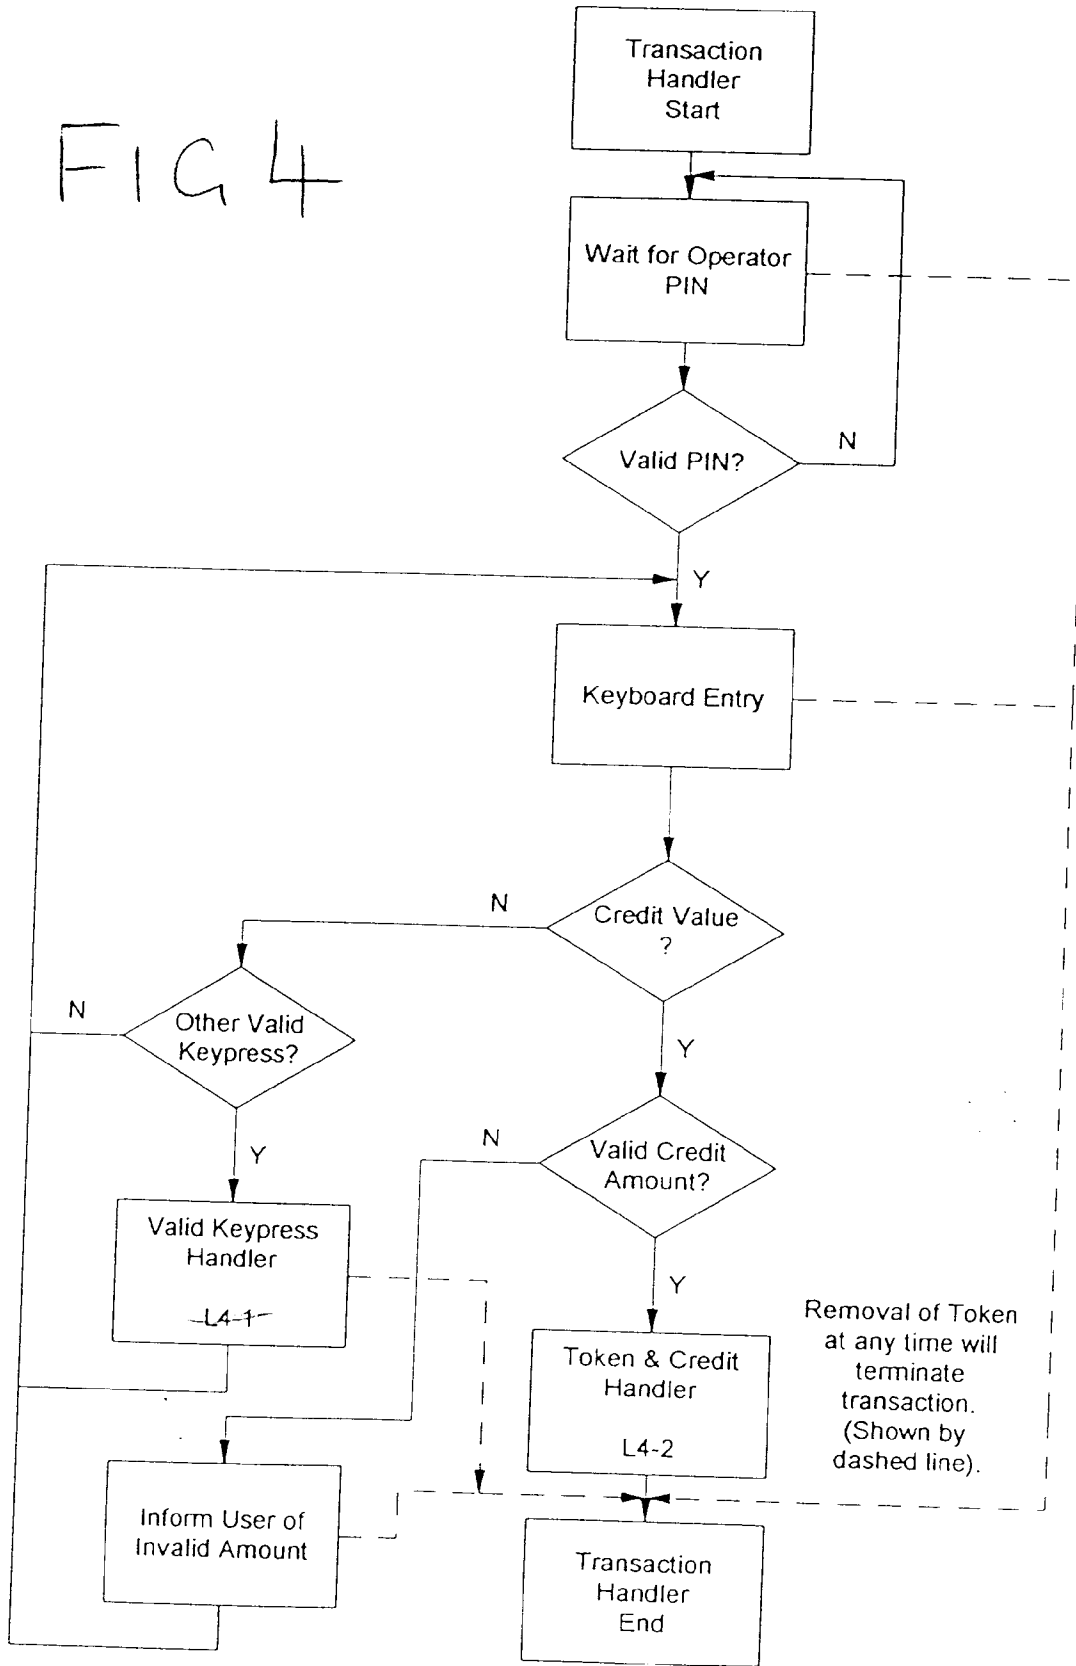 FIG 4
Transaction
Handler
Start
Wait for Operator
PIN
Valid PIN?
N
Y
Keyboard Entry
Credit Value
?
N
Y
Other Valid
Keypress?
N
Y
Valid Credit
Amount?
N
Y
Valid Keypress
Handler
L4-1
Token & Credit
Handler
L4-2
Removal of Token
at any time will
terminate
transaction.
(Shown by
dashed line).
Inform User of
Invalid Amount
Transaction
Handler
End